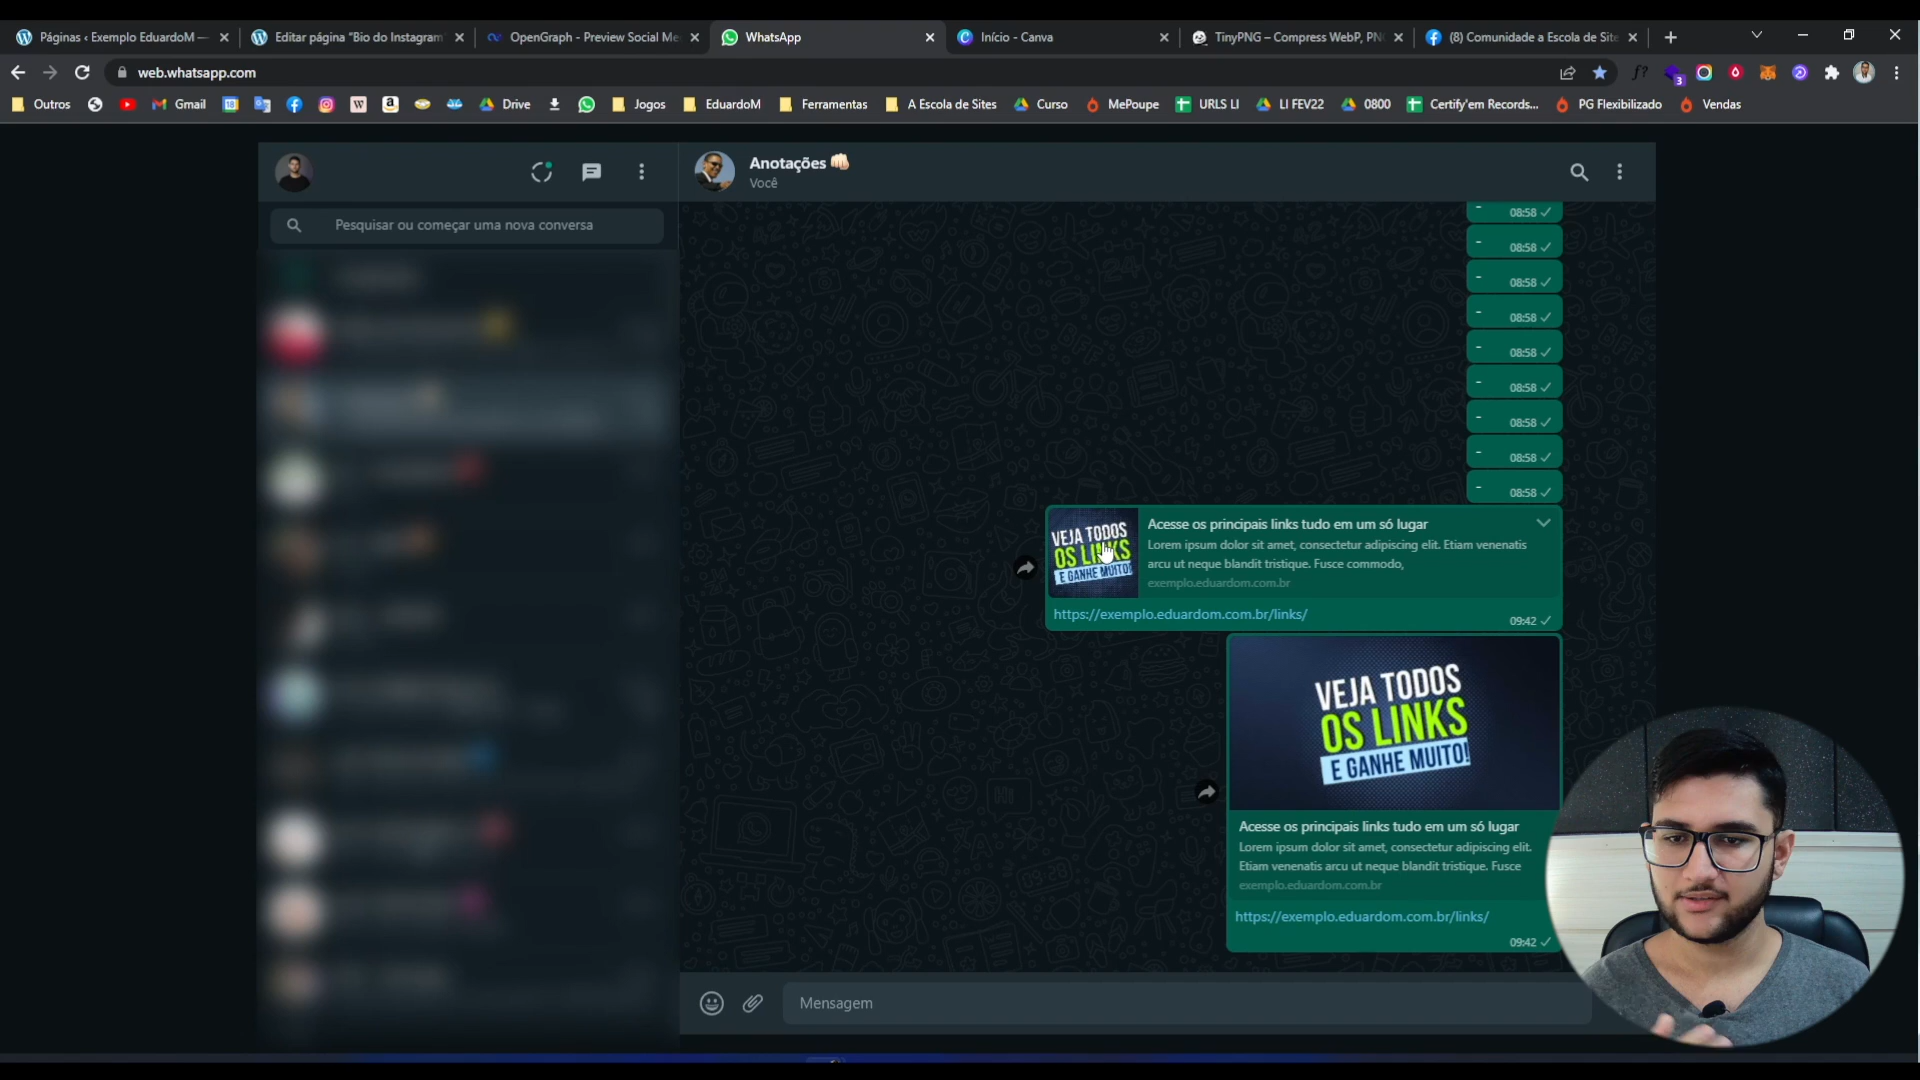 Páginas ‹ Exemplo EduardoM —
Editar página "Bio do Instagram
OpenGraph - Preview Social Me
WhatsApp
Início - Canva
TinyPNG – Compress WebP, PN
(8) Comunidade a Escola de Site
web.whatsapp.com
Outros
Gmail
Drive
Jogos
EduardoM
Ferramentas
A Escola de Sites
Curso
MePoupe
URLS LI
LI FEV22
0800
Certify'em Records...
PG Flexibilizado
Vendas
Anotações 👊🏻
Você
Pesquisar ou começar uma nova conversa
- 08:58
- 08:58
- 08:58
- 08:58
- 08:58
- 08:58
- 08:58
- 08:58
- 08:58
VEJA TODOS
OS LINKS
E GANHE MUITO!
Acesse os principais links tudo em um só lugar
Lorem ipsum dolor sit amet, consectetur adipiscing elit. Etiam venenatis
arcu ut neque blandit tristique. Fusce commodo,
exemplo.eduardom.com.br
https://exemplo.eduardom.com.br/links/
09:42
VEJA TODOS
OS LINKS
E GANHE MUITO!
Acesse os principais links tudo em um só lugar
Lorem ipsum dolor sit amet, consectetur adipiscing elit.
Etiam venenatis arcu ut neque blandit tristique. Fusce
exemplo.eduardom.com.br
https://exemplo.eduardom.com.br/links/
09:42
Mensagem